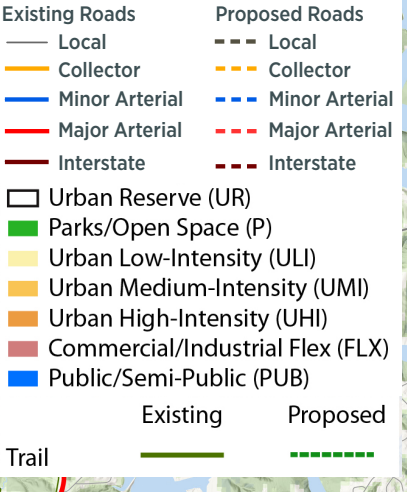 Existing Roads Proposed Roads
Local Local
Collector Collector
Minor Arterial Minor Arterial
Major Arterial Major Arterial
Interstate Interstate
Urban Reserve (UR)
Parks/Open Space (P)
Urban Low-Intensity (ULI)
Urban Medium-Intensity (UMI)
Urban High-Intensity (UHI)
Commercial/Industrial Flex (FLX)
Public/Semi-Public (PUB)
Existing Proposed
Trail